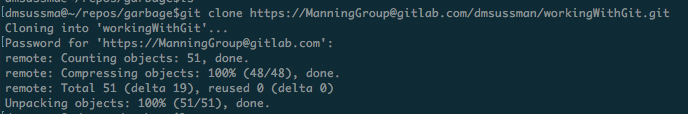 dmsussma@~/repos/garbage$git clone https://ManningGroup@gitlab.com/dmsussman/workingWithGit.git
Cloning into 'workingWithGit'...
[Password for 'https://ManningGroup@gitlab.com':
remote: Counting objects: 51, done.
remote: Compressing objects: 100% (48/48), done.
remote: Total 51 (delta 19), reused 0 (delta 0)
Unpacking objects: 100% (51/51), done.